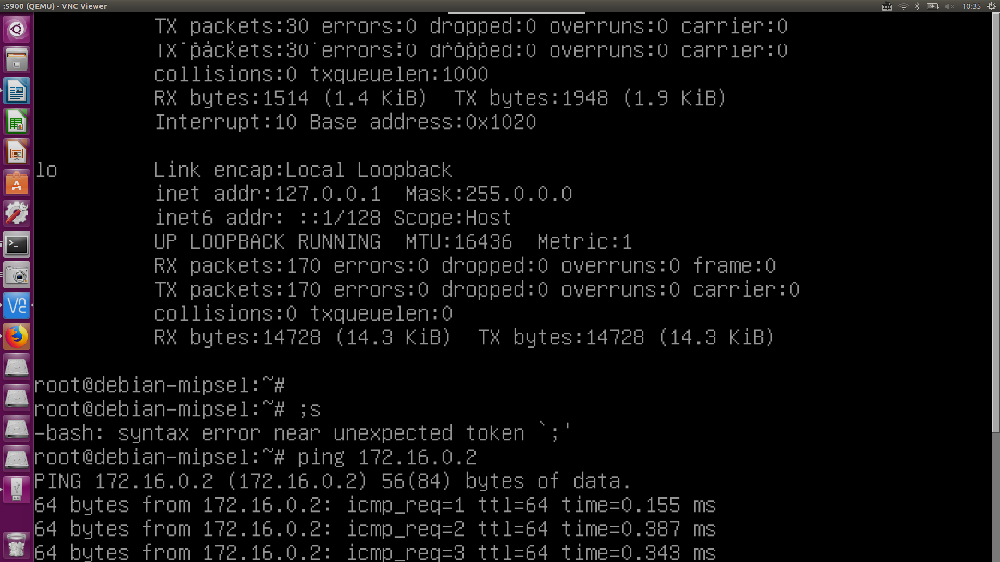 :5900 (QEMU) - VNC Viewer
10:35
TX packets:30 errors:0 dropped:0 overruns:0 carrier:0
TX packets:30 errors:0 dropped:0 overruns:0 carrier:0
collisions:0 txqueuelen:1000
RX bytes:1514 (1.4 KiB)  TX bytes:1948 (1.9 KiB)
Interrupt:10 Base address:0x1020
lo        Link encap:Local Loopback
inet addr:127.0.0.1  Mask:255.0.0.0
inet6 addr: ::1/128 Scope:Host
UP LOOPBACK RUNNING  MTU:16436  Metric:1
RX packets:170 errors:0 dropped:0 overruns:0 frame:0
TX packets:170 errors:0 dropped:0 overruns:0 carrier:0
collisions:0 txqueuelen:0
RX bytes:14728 (14.3 KiB)  TX bytes:14728 (14.3 KiB)
root@debian-mipsel:~#
root@debian-mipsel:~# ;s
-bash: syntax error near unexpected token `;'
root@debian-mipsel:~# ping 172.16.0.2
PING 172.16.0.2 (172.16.0.2) 56(84) bytes of data.
64 bytes from 172.16.0.2: icmp_req=1 ttl=64 time=0.155 ms
64 bytes from 172.16.0.2: icmp_req=2 ttl=64 time=0.387 ms
64 bytes from 172.16.0.2: icmp_req=3 ttl=64 time=0.343 ms